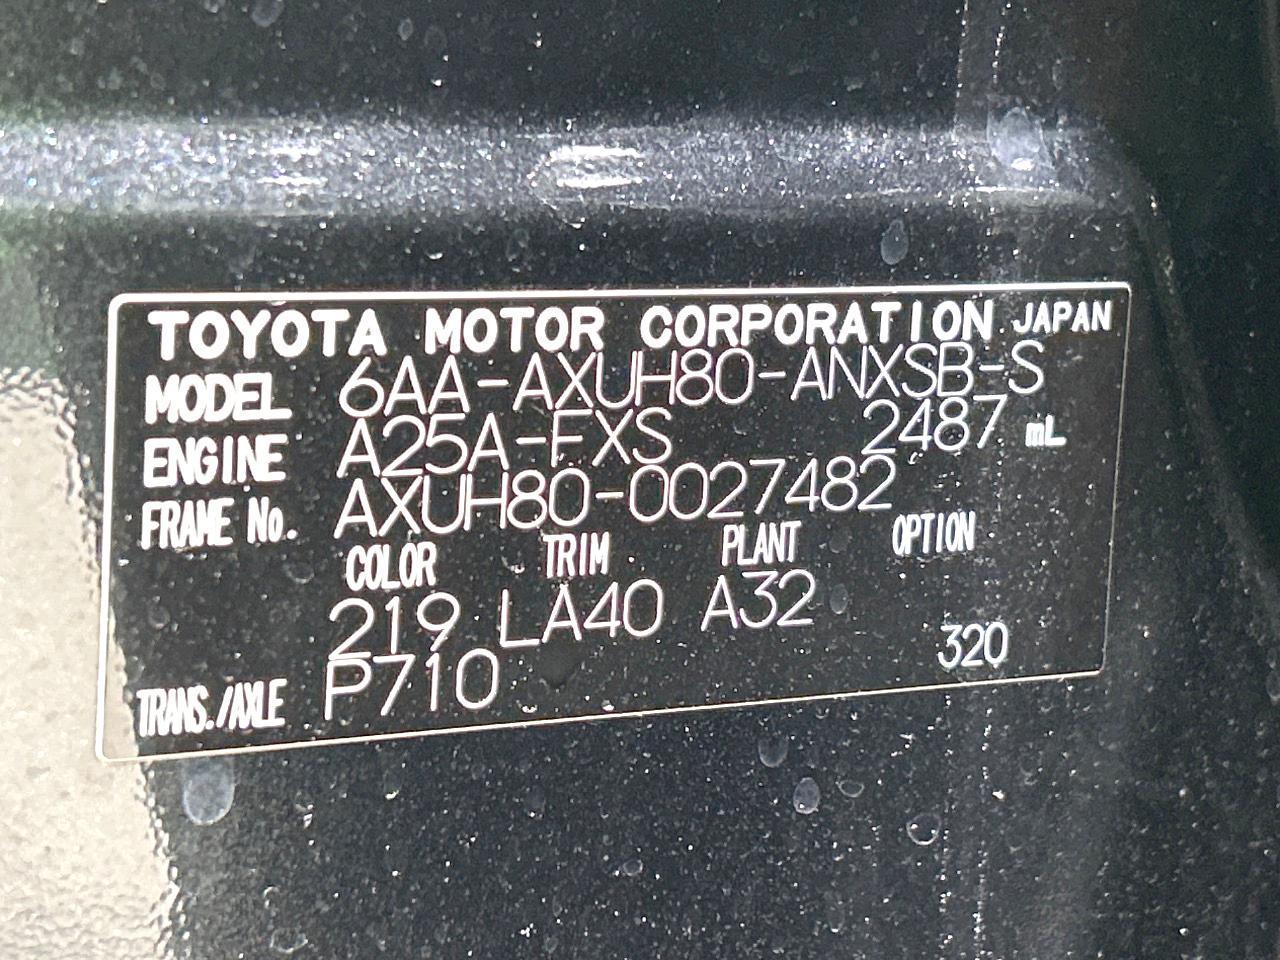 TOYOTA MOTOR CORPORATION JAPAN
MODEL 6AA-AXUH80-ANXSB-S
ENGINE A25A-FXS 2487 mL
FRAME No. AXUH80-0027482
COLOR TRIM PLANT OPTION
219 LA40 A32
TRANS./AXLE P710 320